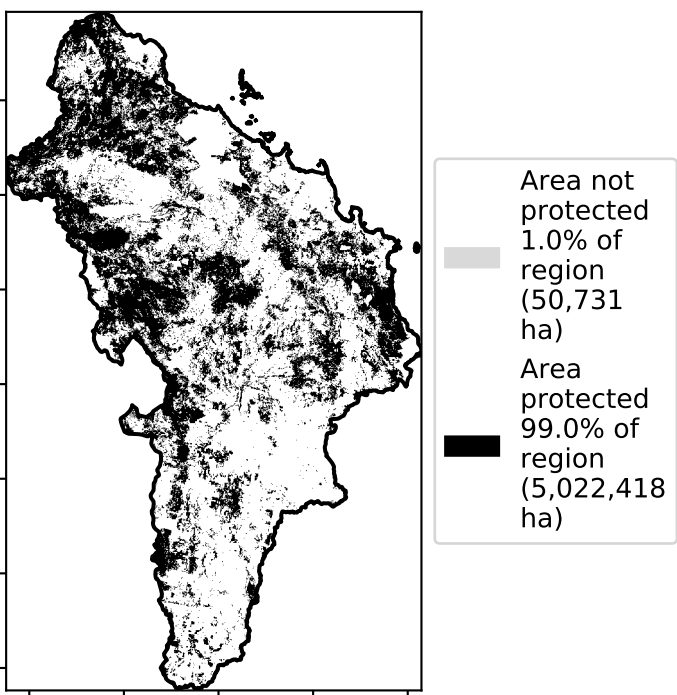 Area not
protected
1.0% of
region
(50,731
ha)
Area
protected
99.0% of
region
(5,022,418
ha)